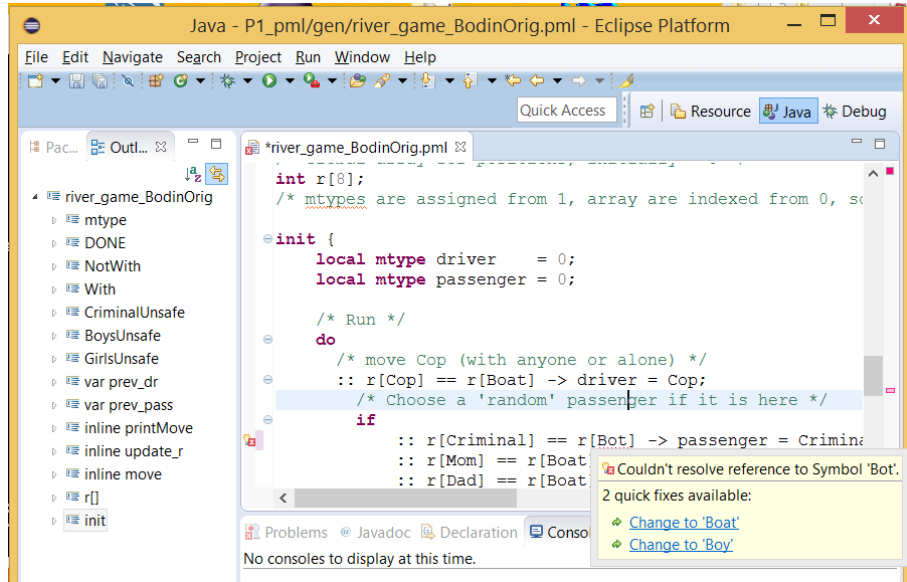 Java - P1_pml/gen/river_game_BodinOrig.pml - Eclipse Platform
File Edit Navigate Search Project Run Window Help
Quick Access
Resource Java Debug
Pac... Outl...
*river_game_BodinOrig.pml
river_game_BodinOrig
mtype
DONE
NotWith
With
CriminalUnsafe
BoysUnsafe
GirlsUnsafe
var prev_dr
var prev_pass
inline printMove
inline update_r
inline move
r[]
init
int r[8];
/* mtypes are assigned from 1, array are indexed from 0, so
init {
local mtype driver = 0;
local mtype passenger = 0;
/* Run */
do
/* move Cop (with anyone or alone) */
:: r[Cop] == r[Boat] -> driver = Cop;
/* Choose a 'random' passenger if it is here */
if
:: r[Criminal] == r[Bot] -> passenger = Crimina
:: r[Mom] == r[Boat]
:: r[Dad] == r[Boat]
Couldn't resolve reference to Symbol 'Bot'.
2 quick fixes available:
Change to 'Boat'
Change to 'Boy'
Problems @ Javadoc Declaration Conso
No consoles to display at this time.